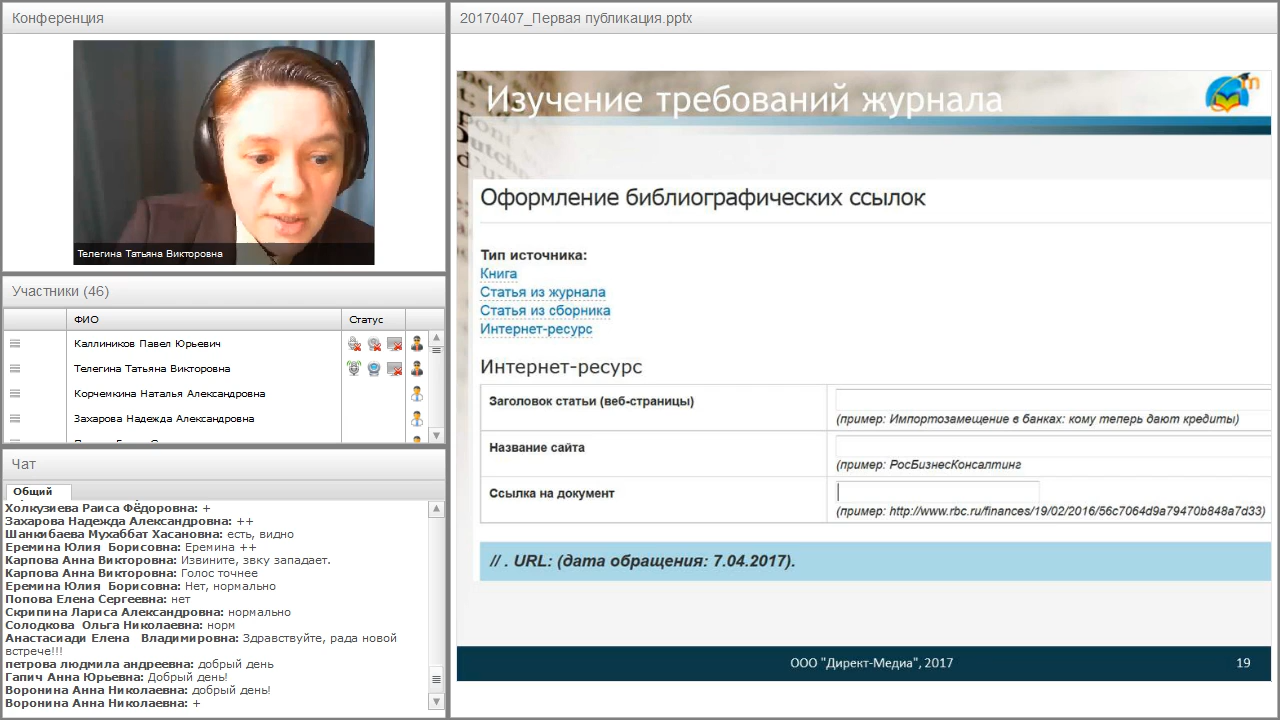 Конференция
Телегина Татьяна Викторовна
Участники (46)
ФИО
Статус
Каллиников Павел Юрьевич
Телегина Татьяна Викторовна
Корчемкина Наталья Александровна
Захарова Надежда Александровна
Чат
Общий
Холкузиева Раиса Фёдоровна: +
Захарова Надежда Александровна: ++
Шанкибаева Мухаббат Хасановна: есть, видно
Еремина Юлия Борисовна: Еремина ++
Карпова Анна Викторовна: Извините, звку западает.
Карпова Анна Викторовна: Голос точнее
Еремина Юлия Борисовна: Нет, нормально
Попова Елена Сергеевна: нет
Скрипина Лариса Александровна: нормально
Солодкова Ольга Николаевна: норм
Анастасиади Елена Владимировна: Здравствуйте, рада новой
встрече!!!
петрова людмила андреевна: добрый день
Гапич Анна Юрьевна: Добрый день!
Воронина Анна Николаевна: добрый день!
Воронина Анна Николаевна: +
20170407_Первая публикация.pptx
Изучение требований журнала
Оформление библиографических ссылок
Тип источника:
Книга
Статья из журнала
Статья из сборника
Интернет-ресурс
Интернет-ресурс
Заголовок статьи (веб-страницы)
(пример: Импортозамещение в банках: кому теперь дают кредиты)
Название сайта
(пример: РосБизнесКонсалтинг
Ссылка на документ
(пример: http://www.rbc.ru/finances/19/02/2016/56c7064d9a79470b848a7d33)
// . URL: (дата обращения: 7.04.2017).
ООО "Директ-Медиа", 2017
19